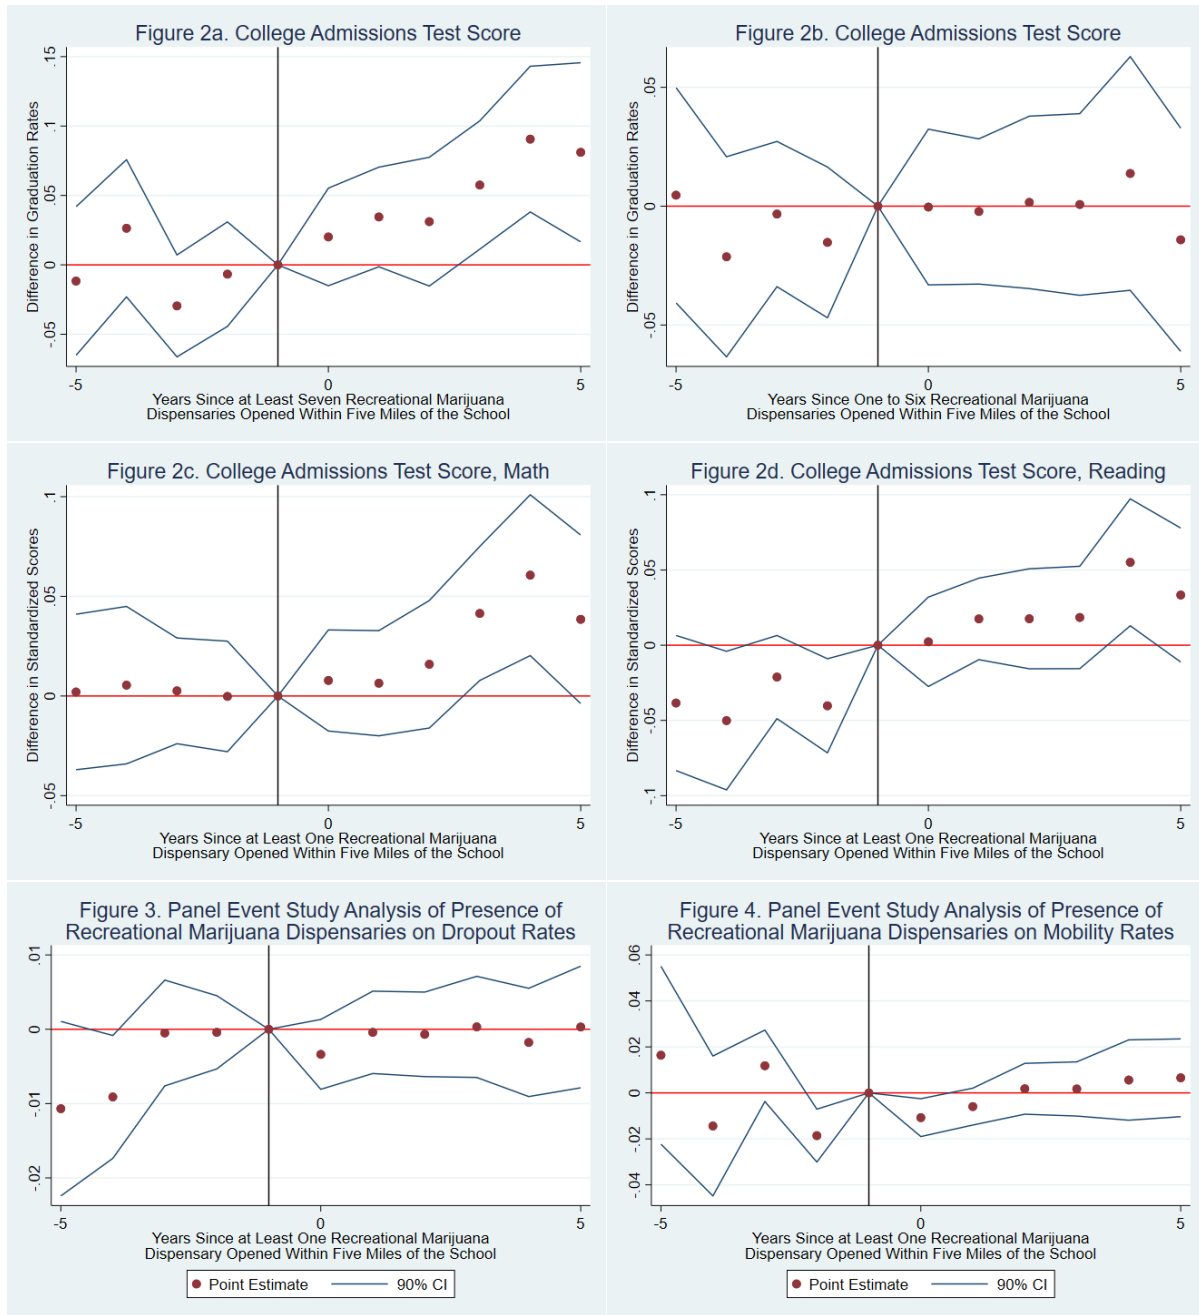 Figure 2a. College Admissions Test Score
Difference in Graduation Rates
.15
.1
.05
0
-.05
-5
0
5
Years Since at Least Seven Recreational Marijuana
Dispensaries Opened Within Five Miles of the School
Figure 2b. College Admissions Test Score
Difference in Graduation Rates
.05
0
-.05
-5
0
5
Years Since One to Six Recreational Marijuana
Dispensaries Opened Within Five Miles of the School
Figure 2c. College Admissions Test Score, Math
Difference in Standardized Scores
.1
.05
0
-.05
-5
0
5
Years Since at Least One Recreational Marijuana
Dispensary Opened Within Five Miles of the School
Figure 2d. College Admissions Test Score, Reading
Difference in Standardized Scores
.1
.05
0
-.05
-.1
-5
0
5
Years Since at Least One Recreational Marijuana
Dispensary Opened Within Five Miles of the School
Figure 3. Panel Event Study Analysis of Presence of
Recreational Marijuana Dispensaries on Dropout Rates
.01
0
-.01
-.02
-5
0
5
Years Since at Least One Recreational Marijuana
Dispensary Opened Within Five Miles of the School
Point Estimate
90% CI
Figure 4. Panel Event Study Analysis of Presence of
Recreational Marijuana Dispensaries on Mobility Rates
.06
.04
.02
0
-.02
-.04
-5
0
5
Years Since at Least One Recreational Marijuana
Dispensary Opened Within Five Miles of the School
Point Estimate
90% CI